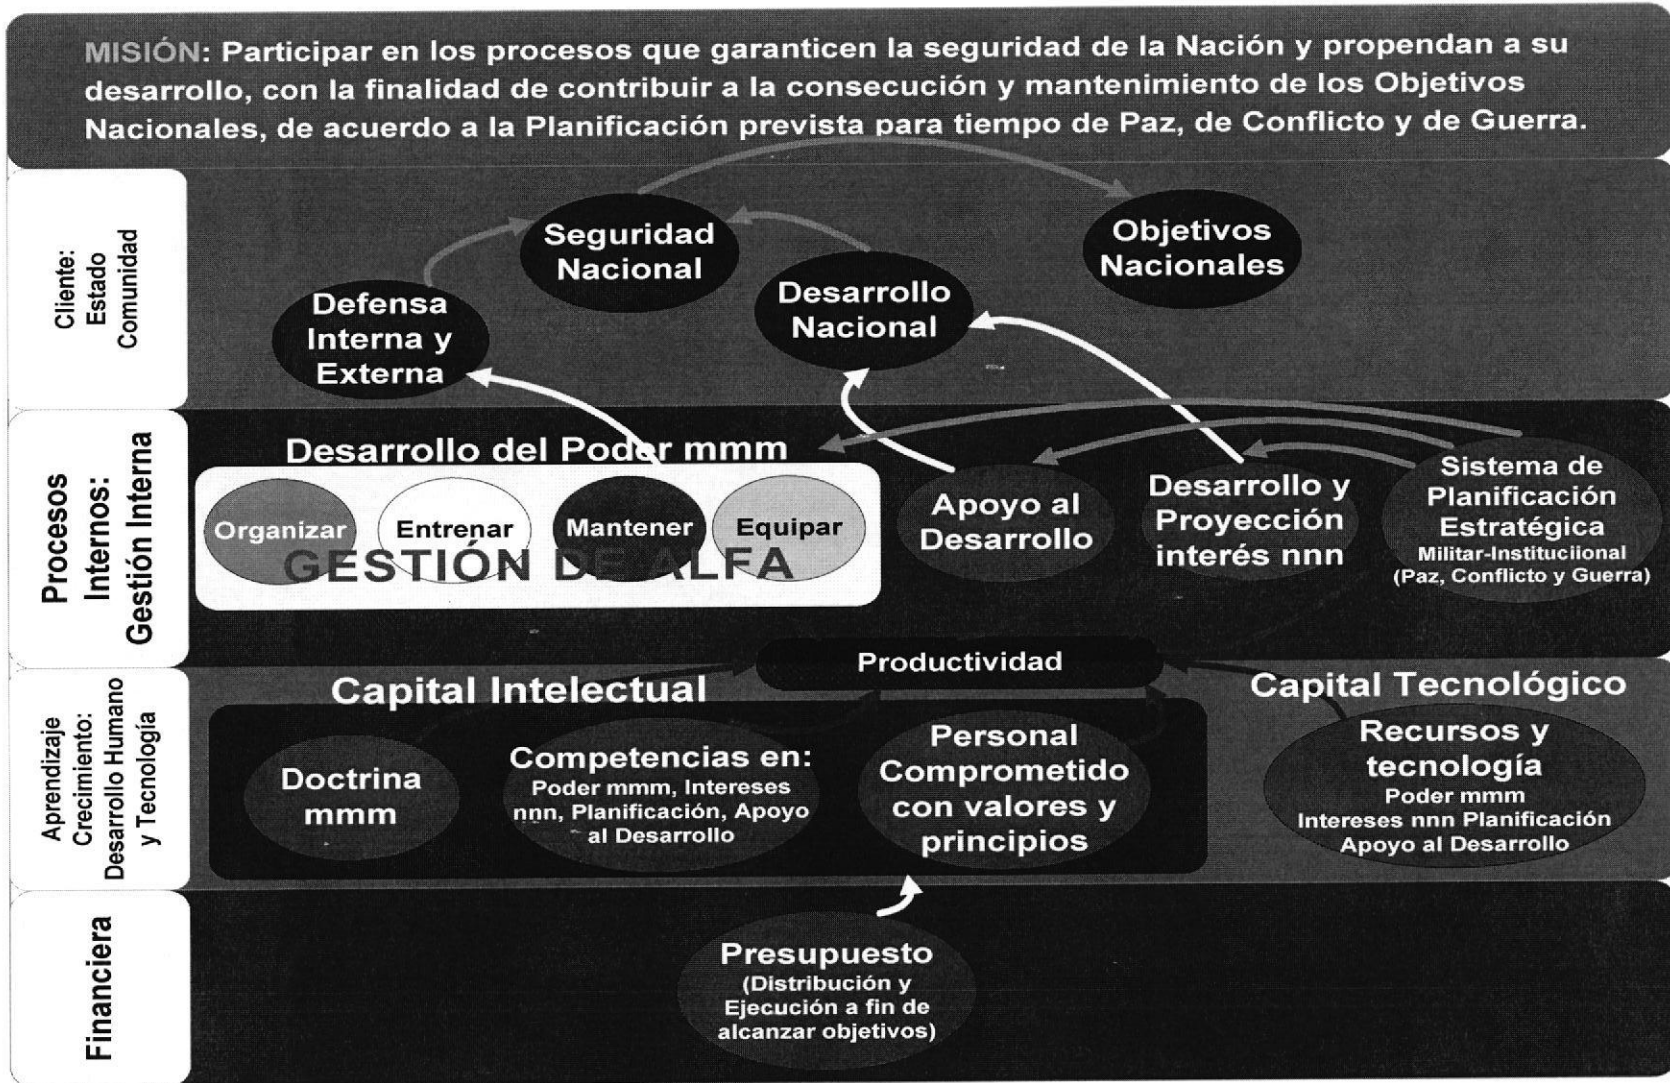 MISIÓN: Participar en los procesos que garanticen la seguridad de la Nación y propendan a su
desarrollo, con la finalidad de contribuir a la consecución y mantenimiento de los Objetivos
Nacionales, de acuerdo a la Planificación prevista para tiempo de Paz, de Conflicto y de Guerra.
Cliente:
Estado
Comunidad
Seguridad
Nacional
Objetivos
Nacionales
Defensa
Interna y
Externa
Desarrollo
Nacional
Procesos
Internos:
Gestión Interna
Desarrollo del Poder mmm
Organizar
Entrenar
Mantener
Equipar
GESTIÓN DE ALFA
Apoyo al
Desarrollo
Desarrollo y
Proyección
interés nnn
Sistema de
Planificación
Estratégica
Militar-Instituciional
(Paz, Conflicto y Guerra)
Aprendizaje
Crecimiento:
Desarrollo Humano
y Tecnología
Productividad
Capital Intelectual
Capital Tecnológico
Doctrina
mmm
Competencias en:
Poder mmm, Intereses
nnn, Planificación, Apoyo
al Desarrollo
Personal
Comprometido
con valores y
principios
Recursos y
tecnología
Poder mmm
Intereses nnn Planificación
Apoyo al Desarrollo
Financiera
Presupuesto
(Distribución y
Ejecución a fin de
alcanzar objetivos)